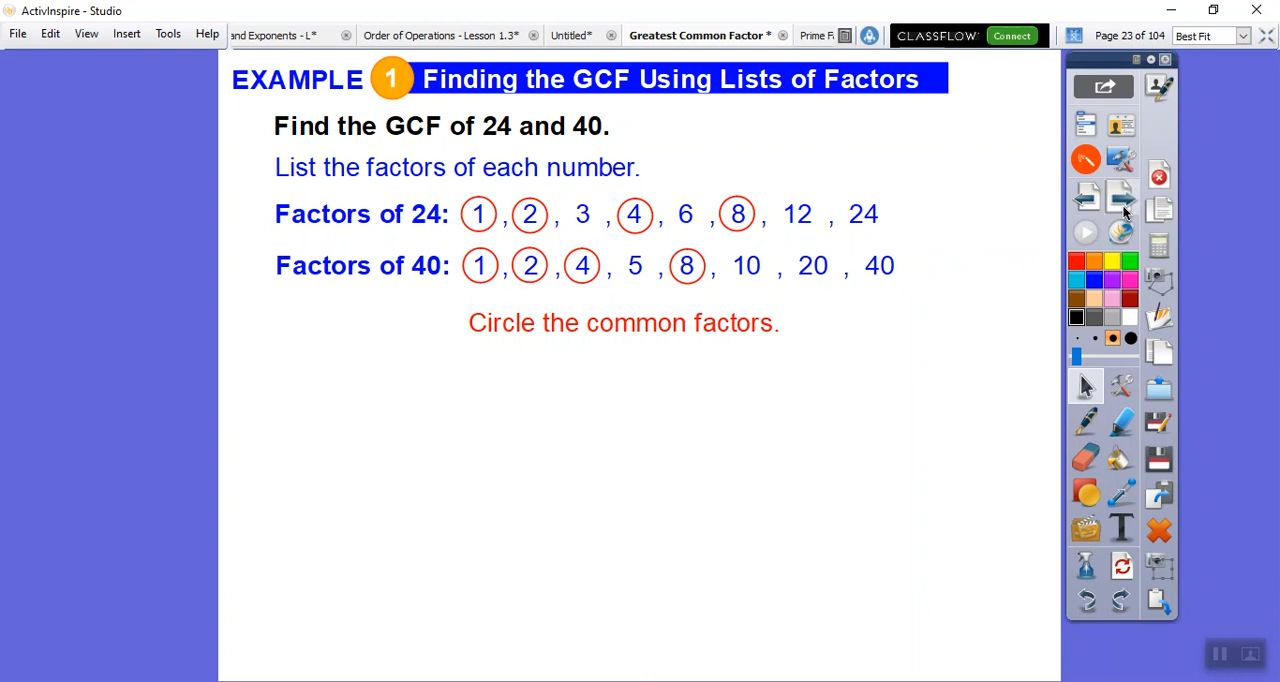 ActivInspire - Studio
File Edit View Insert Tools Help
and Exponents - L* Order of Operations - Lesson 1.3* Untitled* Greatest Common Factor * Prime F
CLASSFLOW Connect
Page 23 of 104 Best Fit
EXAMPLE 1 Finding the GCF Using Lists of Factors
Find the GCF of 24 and 40.
List the factors of each number.
Factors of 24: 1 , 2 , 3 , 4 , 6 , 8 , 12 , 24
Factors of 40: 1 , 2 , 4 , 5 , 8 , 10 , 20 , 40
Circle the common factors.